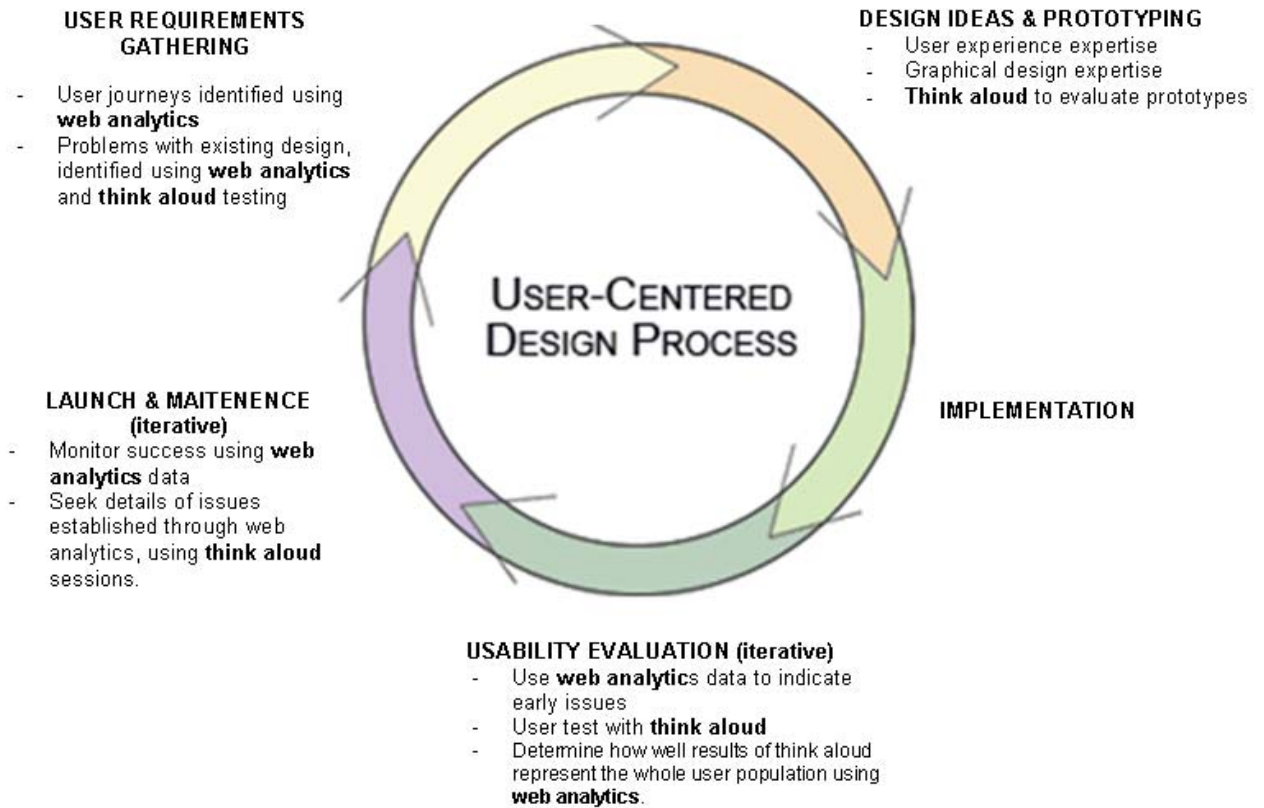 USER REQUIREMENTS
GATHERING
- User journeys identified using
web analytics
- Problems with existing design,
identified using web analytics
and think aloud testing
DESIGN IDEAS & PROTOTYPING
- User experience expertise
- Graphical design expertise
- Think aloud to evaluate prototypes
USER-CENTERED
DESIGN PROCESS
LAUNCH & MAITENENCE
(iterative)
- Monitor success using web
analytics data
- Seek details of issues
established through web
analytics, using think aloud
sessions.
IMPLEMENTATION
USABILITY EVALUATION (iterative)
- Use web analytics data to indicate
early issues
- User test with think aloud
- Determine how well results of think aloud
represent the whole user population using
web analytics.